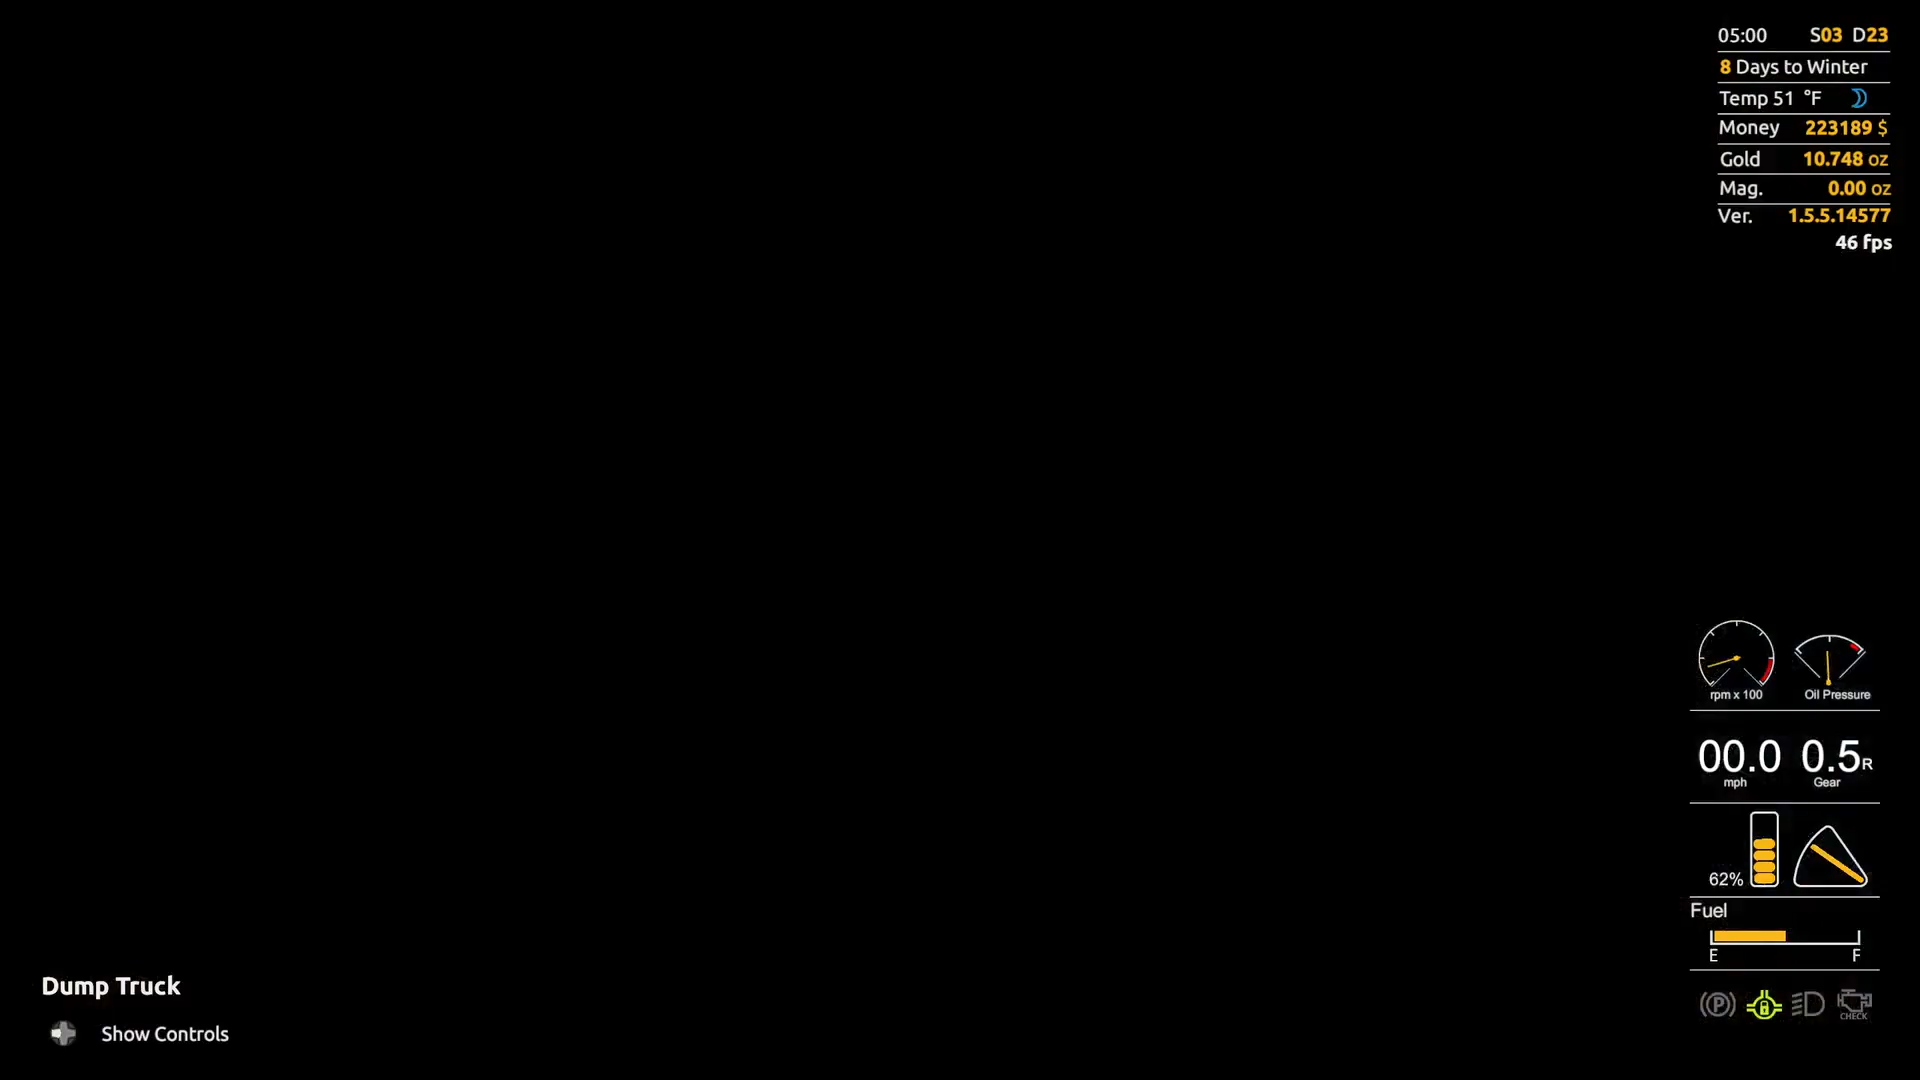 05:00 S03 D23
8 Days to Winter
Temp 51 °F
Money 223189 $
Gold 10.748 oz
Mag. 0.00 oz
Ver. 1.5.5.14577
46 fps
rpm x 100 Oil Pressure
00.0 0.5R
mph Gear
62%
Fuel
E F
Dump Truck
Show Controls
P
CHECK